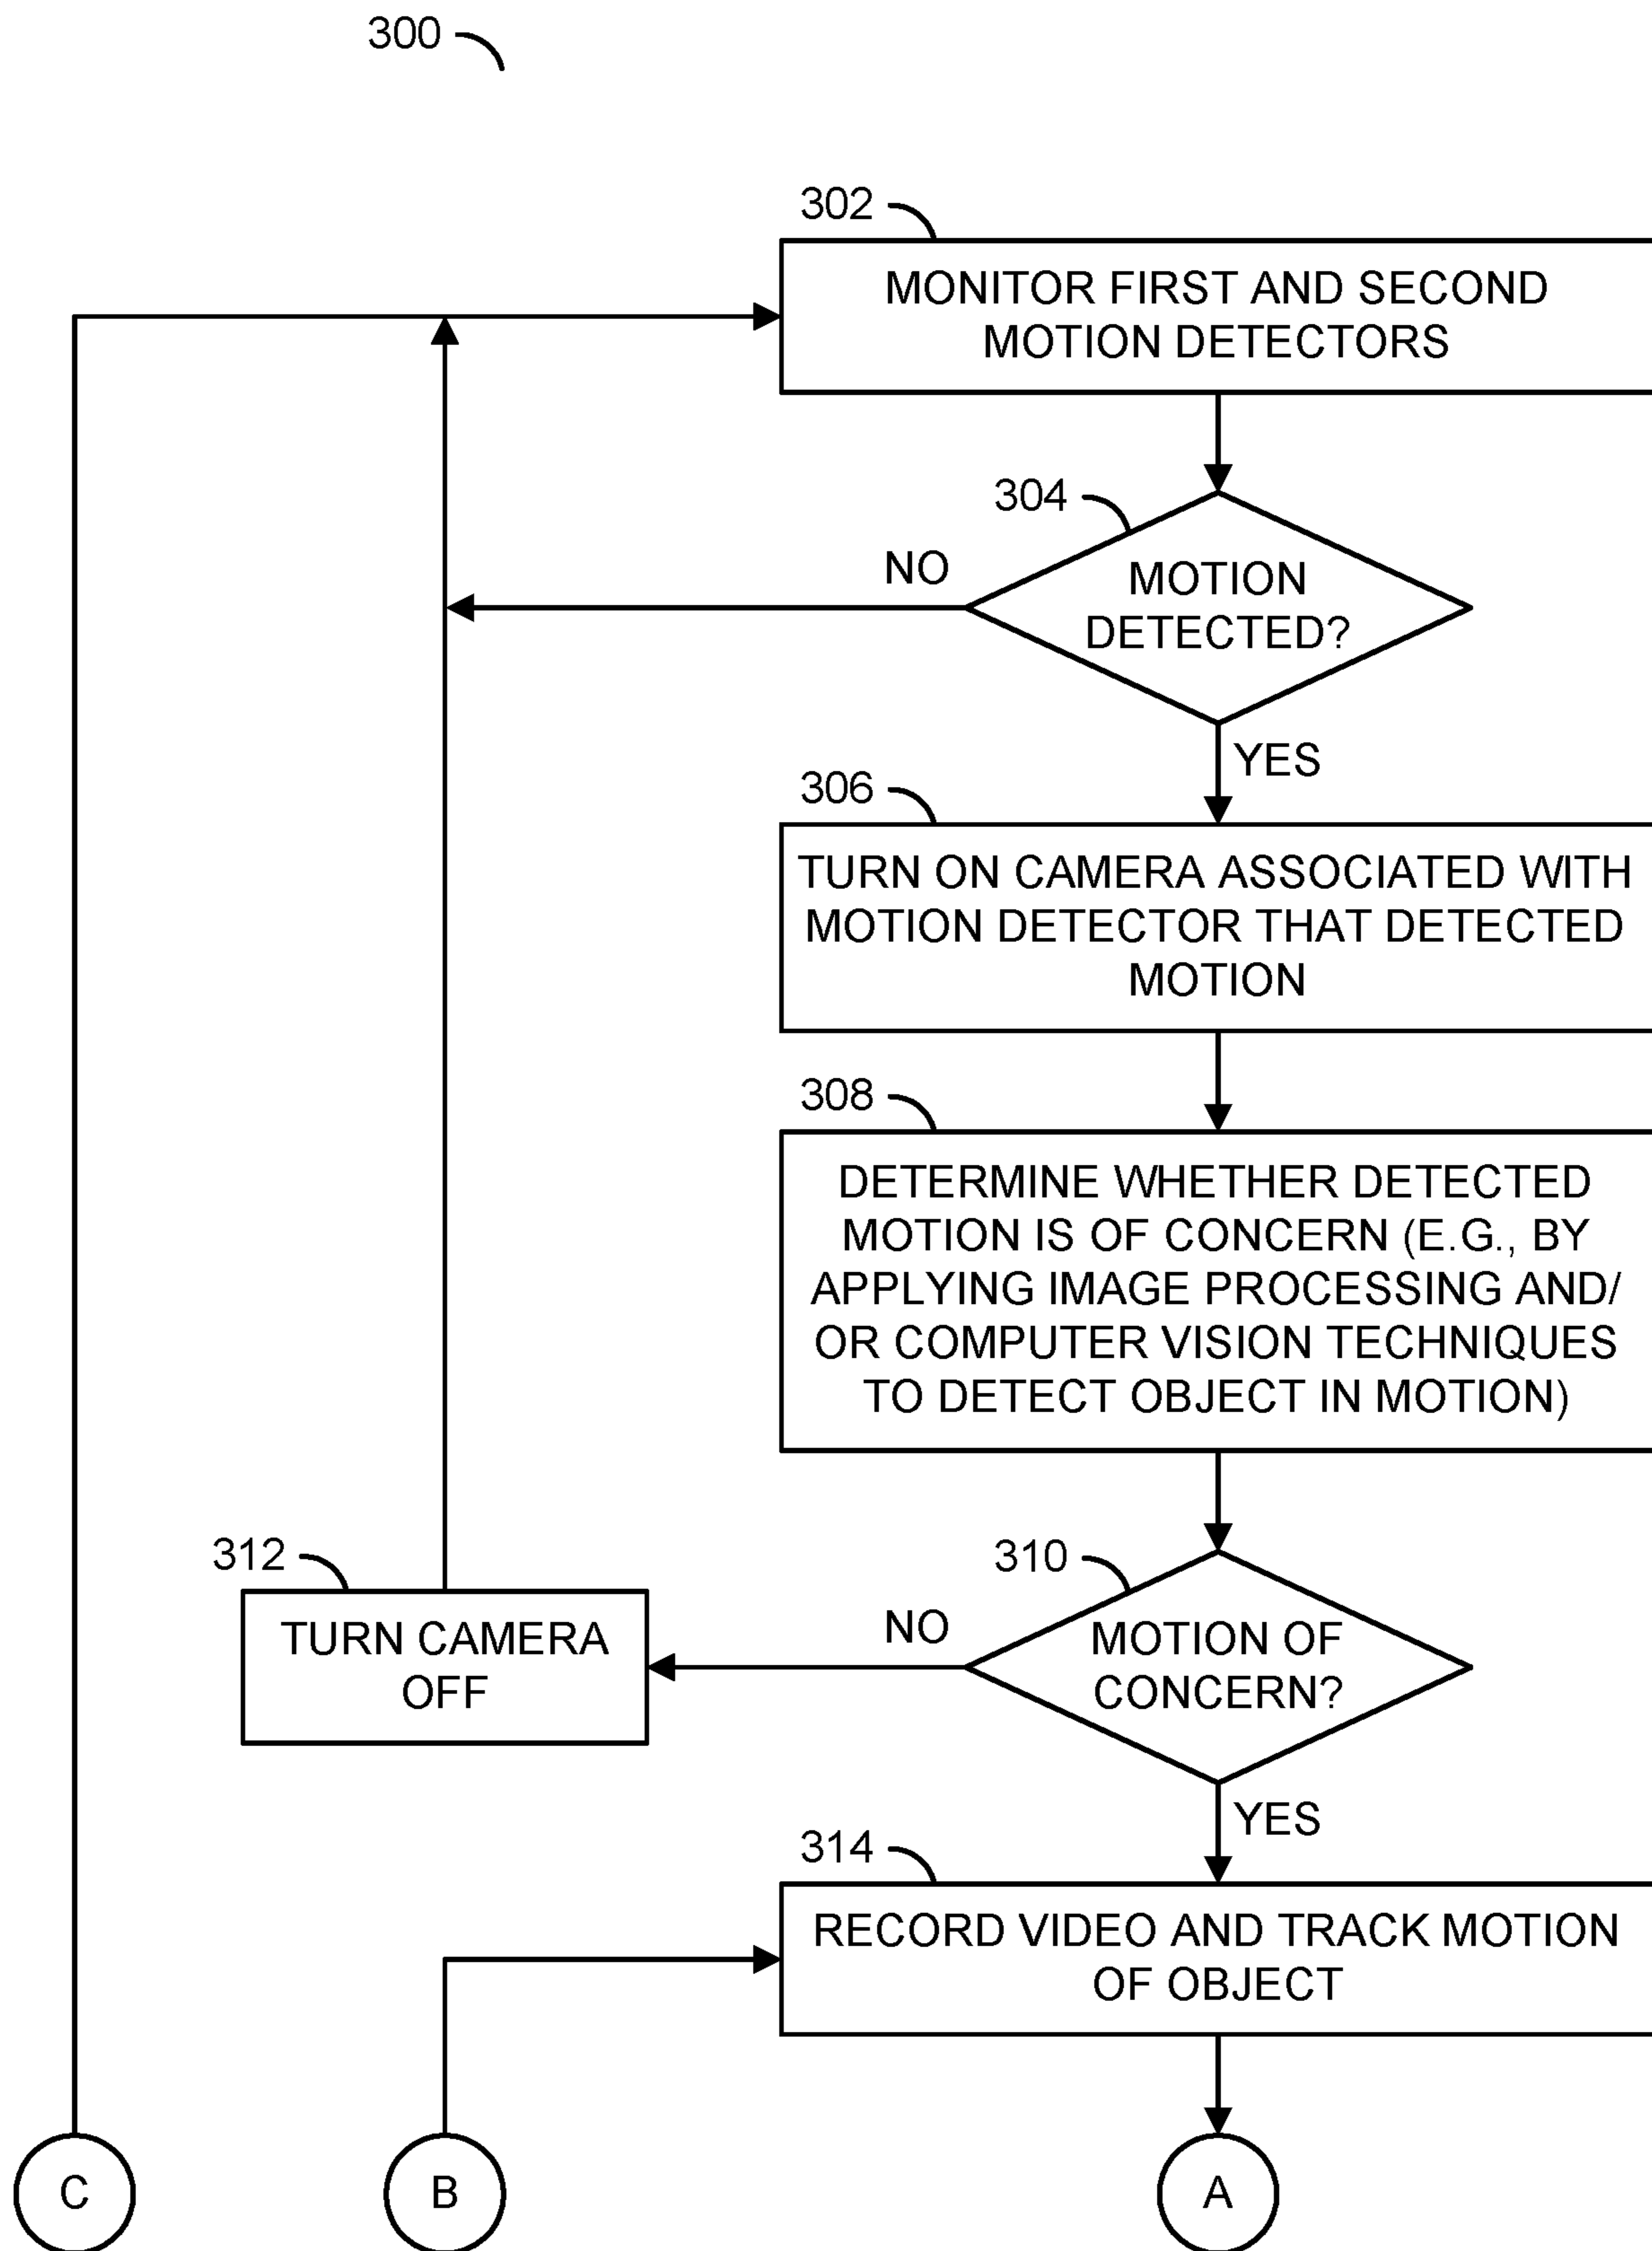 300
302
MONITOR FIRST AND SECOND
MOTION DETECTORS
304
NO
MOTION
DETECTED?
YES
306
TURN ON CAMERA ASSOCIATED WITH
MOTION DETECTOR THAT DETECTED
MOTION
308
DETERMINE WHETHER DETECTED
MOTION IS OF CONCERN (E.G., BY
APPLYING IMAGE PROCESSING AND/
OR COMPUTER VISION TECHNIQUES
TO DETECT OBJECT IN MOTION)
312
TURN CAMERA
OFF
310
NO
MOTION OF
CONCERN?
YES
314
RECORD VIDEO AND TRACK MOTION
OF OBJECT
C
B
A